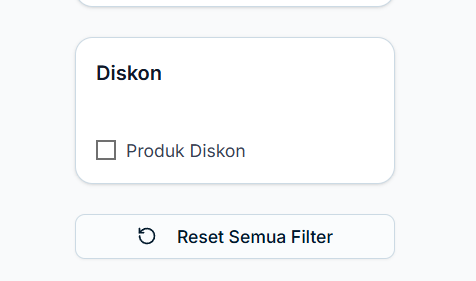 Diskon
Produk Diskon
Reset Semua Filter